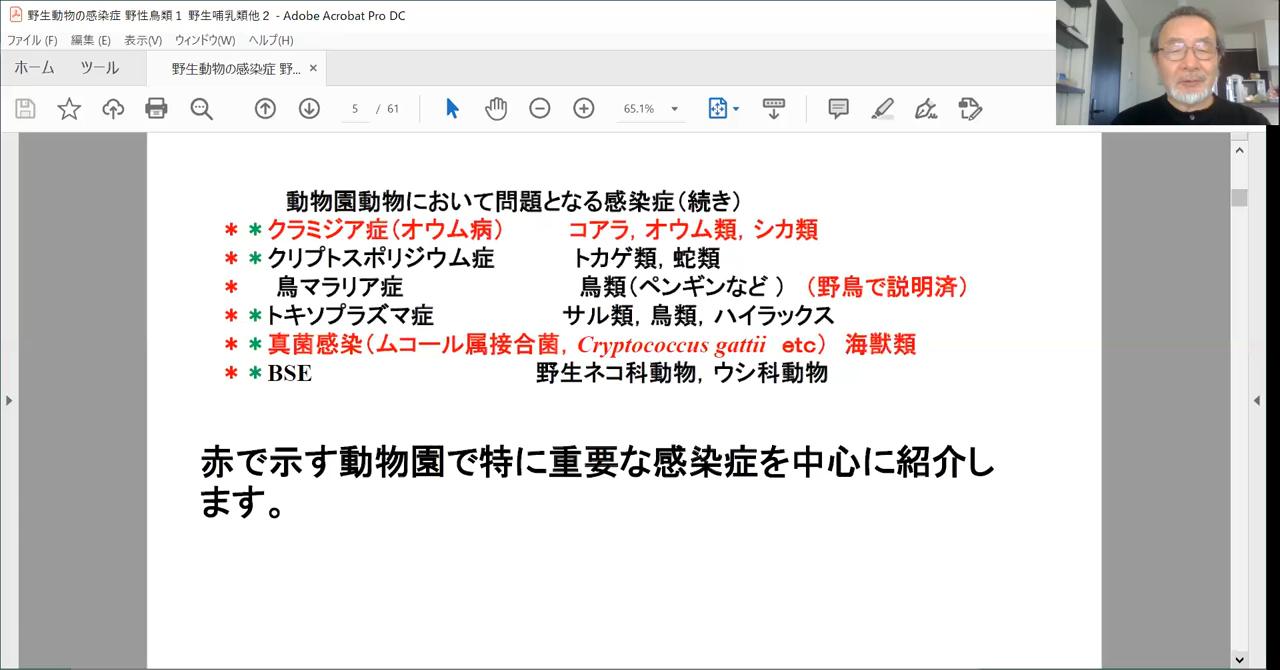 野生動物の感染症 野性鳥類１ 野生哺乳類他２ - Adobe Acrobat Pro DC
ファイル(F) 編集(E) 表示(V) ウィンドウ(W) ヘルプ(H)
ホーム ツール 野生動物の感染症 野... ×
5 / 61 65.1%
動物園動物において問題となる感染症（続き）
* * クラミジア症（オウム病） コアラ, オウム類, シカ類
* * クリプトスポリジウム症 トカゲ類, 蛇類
* 鳥マラリア症 鳥類（ペンギンなど ） （野鳥で説明済）
* * トキソプラズマ症 サル類, 鳥類, ハイラックス
* * 真菌感染（ムコール属接合菌, Cryptococcus gattii etc） 海獣類
* * BSE 野生ネコ科動物, ウシ科動物
赤で示す動物園で特に重要な感染症を中心に紹介し
ます。